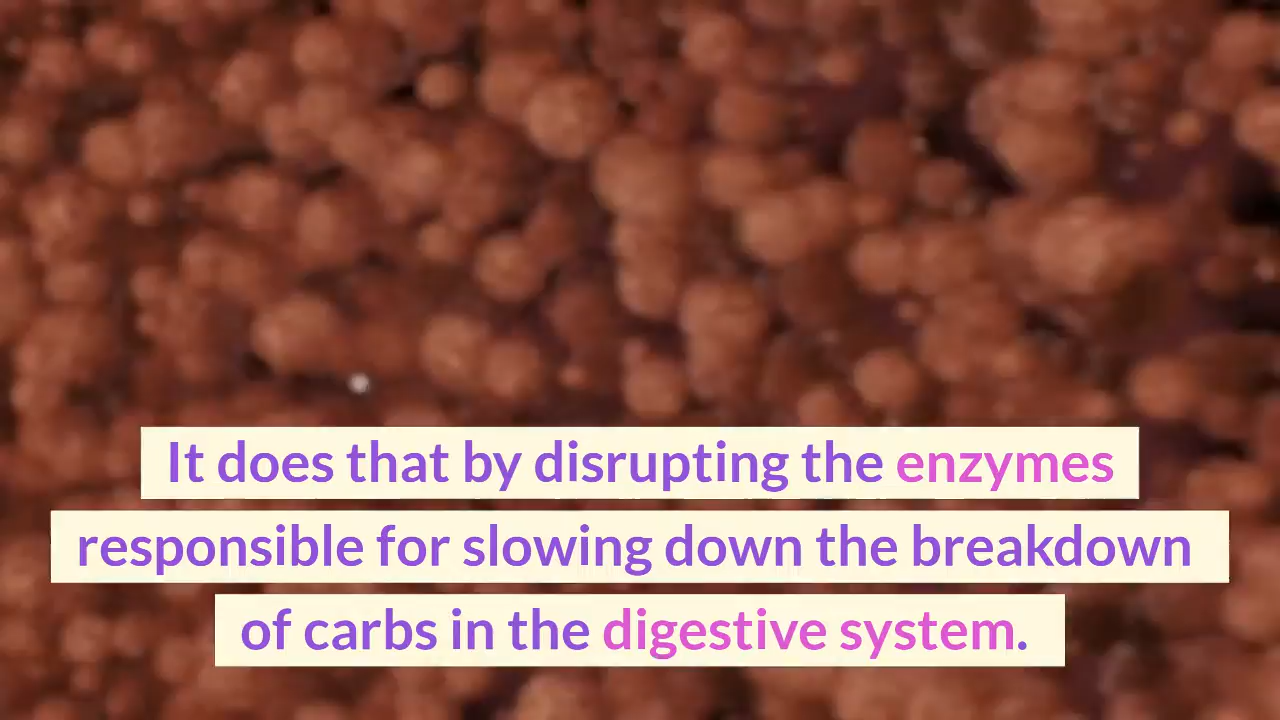 It does that by disrupting the enzymes
responsible for slowing down the breakdown
of carbs in the digestive system.